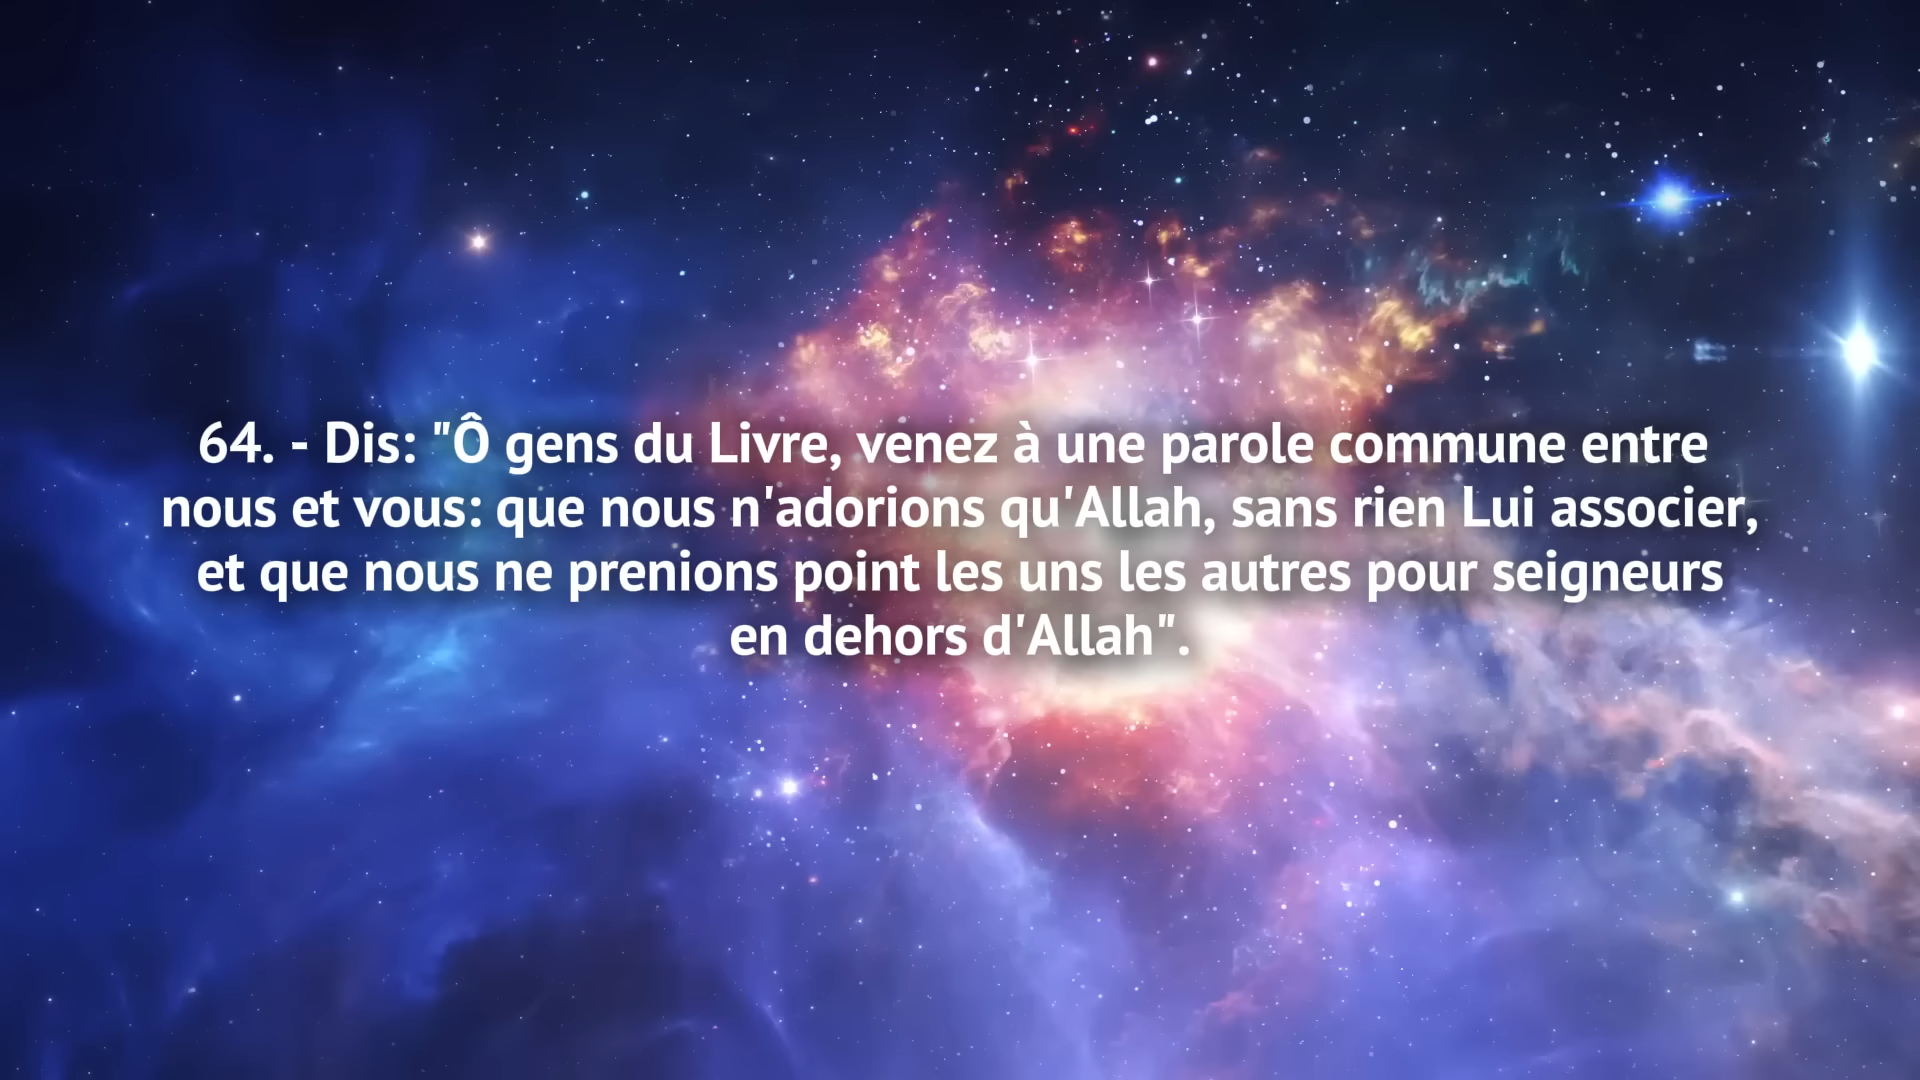 64. - Dis: "Ô gens du Livre, venez à une parole commune entre
nous et vous: que nous n'adorions qu'Allah, sans rien Lui associer,
et que nous ne prenions point les uns les autres pour seigneurs
en dehors d'Allah".